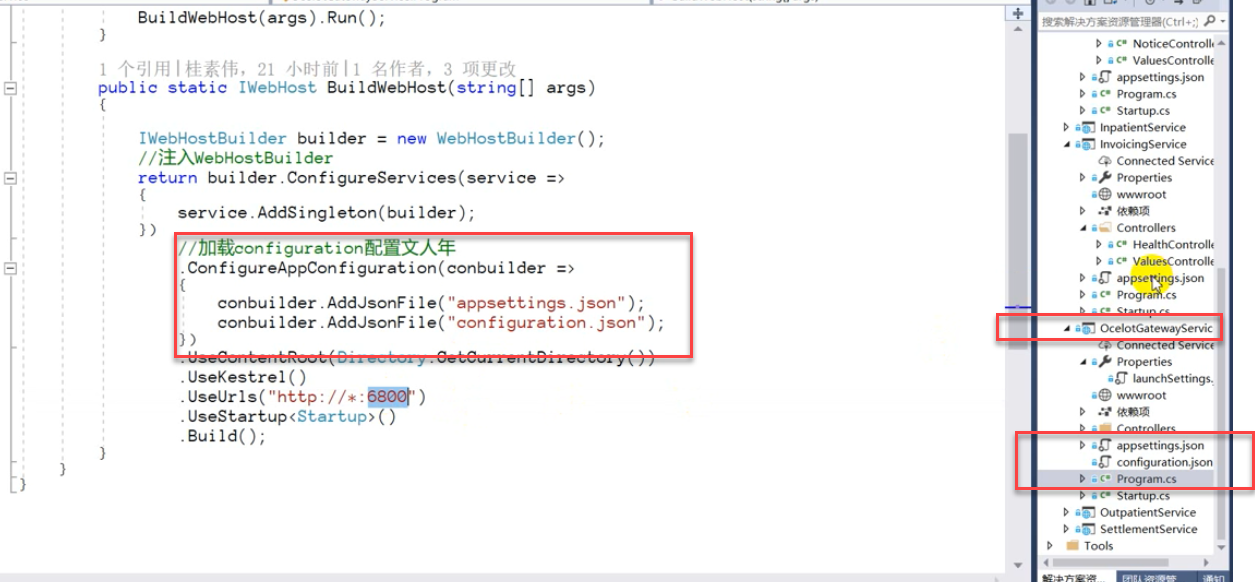 BuildWebHost(args).Run();
}
1 个引用|桂素伟，21 小时前|1 名作者，3 项更改
public static IWebHost BuildWebHost(string[] args)
{
IWebHostBuilder builder = new WebHostBuilder();
//注入WebHostBuilder
return builder.ConfigureServices(service =>
{
service.AddSingleton(builder);
})
//加载configuration配置文人年
.ConfigureAppConfiguration(conbuilder =>
{
conbuilder.AddJsonFile("appsettings.json");
conbuilder.AddJsonFile("configuration.json");
})
.UseContentRoot(Directory.GetCurrentDirectory())
.UseKestrel()
.UseUrls("http://*:6800")
.UseStartup<Startup>()
.Build();
}
}
}
搜索解决方案资源管理器(Ctrl+;)
C# NoticeControlle
C# ValuesControlle
appsettings.json
C# Program.cs
C# Startup.cs
InpatientService
InvoicingService
Connected Service
Properties
wwwroot
依赖项
Controllers
C# HealthControlle
C# ValuesControlle
appsettings.json
C# Program.cs
C# Startup.cs
OcelotGatewayServic
Connected Service
Properties
launchSettings.
wwwroot
依赖项
Controllers
appsettings.json
configuration.json
C# Program.cs
C# Startup.cs
OutpatientService
SettlementService
Tools
解决方案资... 团队资源管... 通知